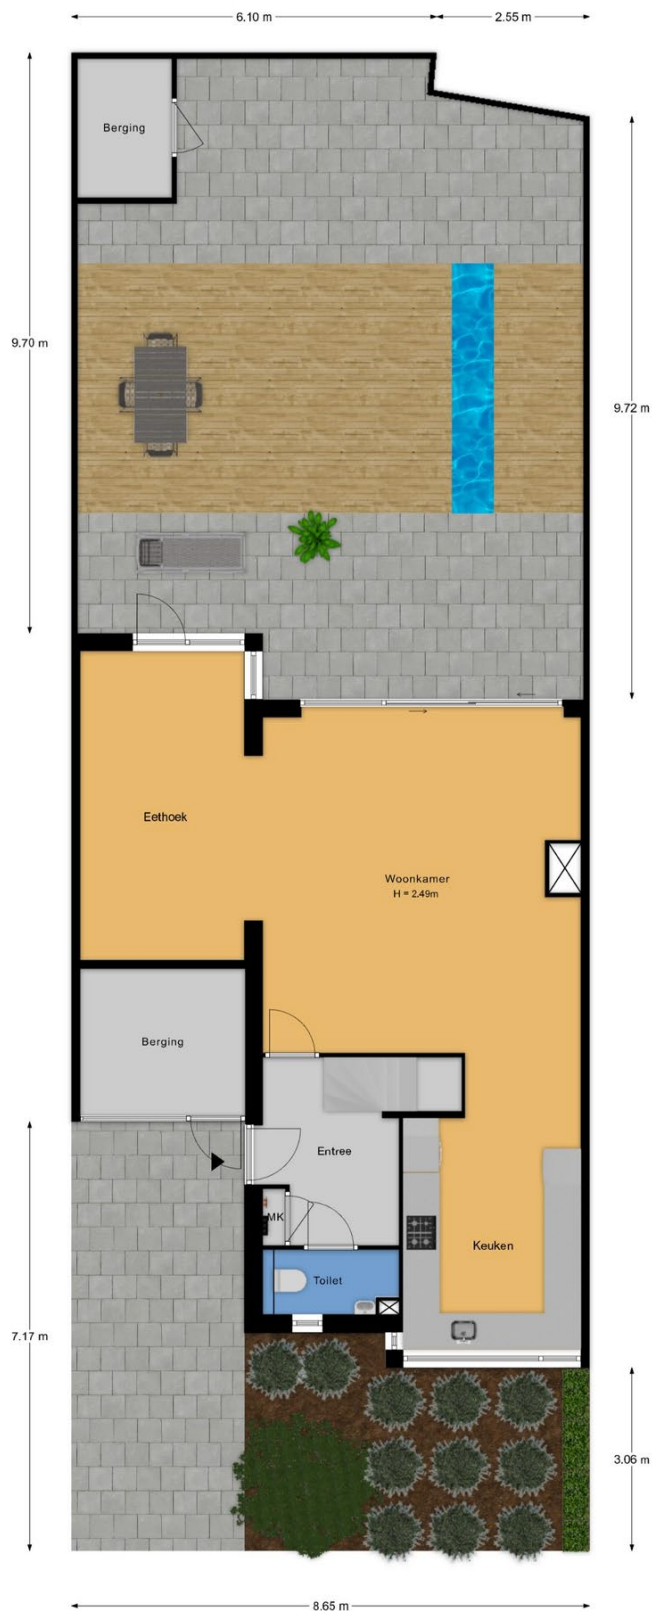 6.10 m
2.55 m
Berging
9.70 m
9.72 m
Eethoek
Woonkamer
H = 2.49m
Berging
Entree
MK
Keuken
Toilet
7.17 m
3.06 m
8.65 m